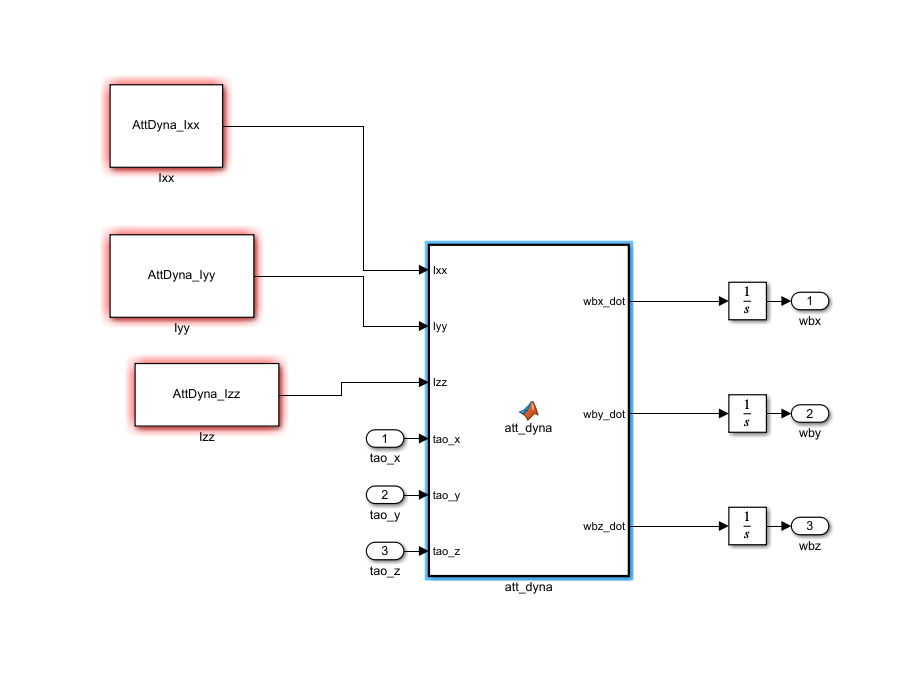 AttDyna_Ixx
Ixx
AttDyna_Iyy
Iyy
AttDyna_Izz
Izz
1
tao_x
2
tao_y
3
tao_z
Ixx
Iyy
Izz
tao_x
tao_y
tao_z
att_dyna
wbx_dot
wby_dot
wbz_dot
att_dyna
1
s
1
wbx
1
s
2
wby
1
s
3
wbz